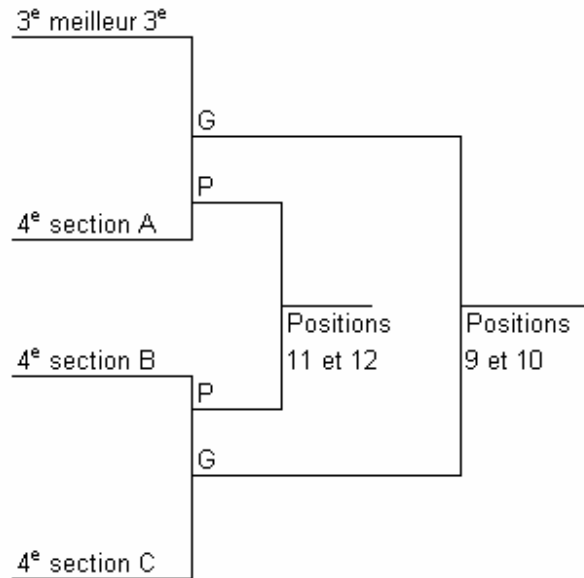 3e meilleur 3e
G
P
4e section A
Positions
11 et 12
Positions
9 et 10
4e section B
P
G
4e section C